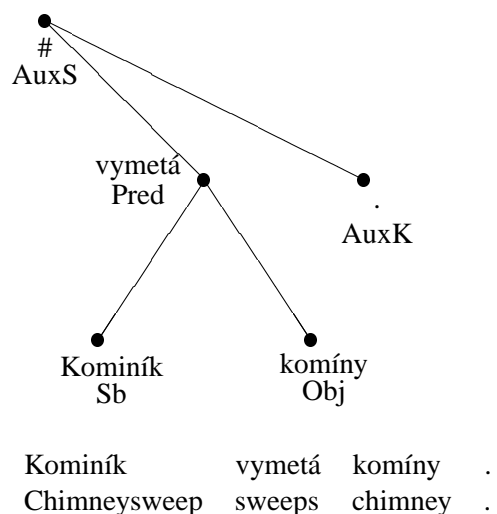 #
AuxS
vymetá
Pred
.
AuxK
Kominík
Sb
komíny
Obj
Kominík vymetá komíny .
Chimneysweep sweeps chimney .